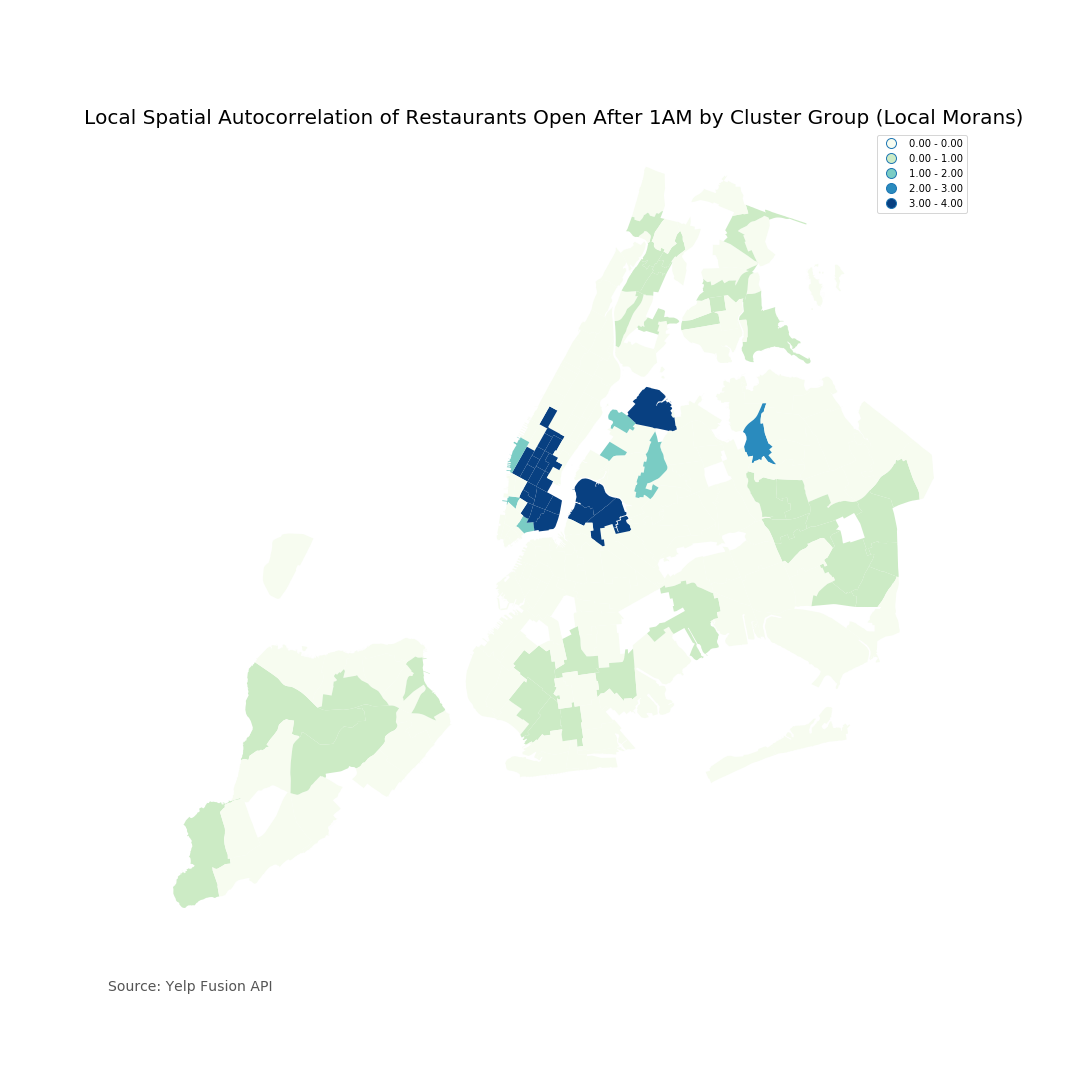 Local Spatial Autocorrelation of Restaurants Open After 1AM by Cluster Group (Local Morans)
0.00 - 0.00
0.00 - 1.00
1.00 - 2.00
2.00 - 3.00
3.00 - 4.00
Source: Yelp Fusion API